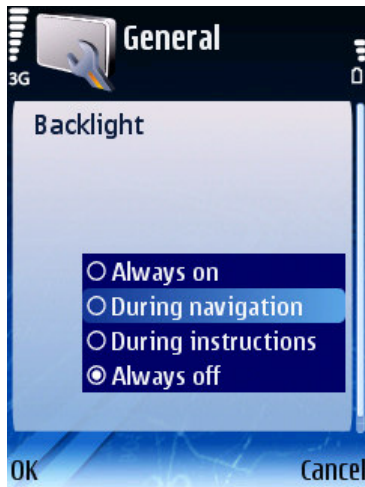 General
3G
Backlight
Always on
During navigation
During instructions
Always off
OK Cancel